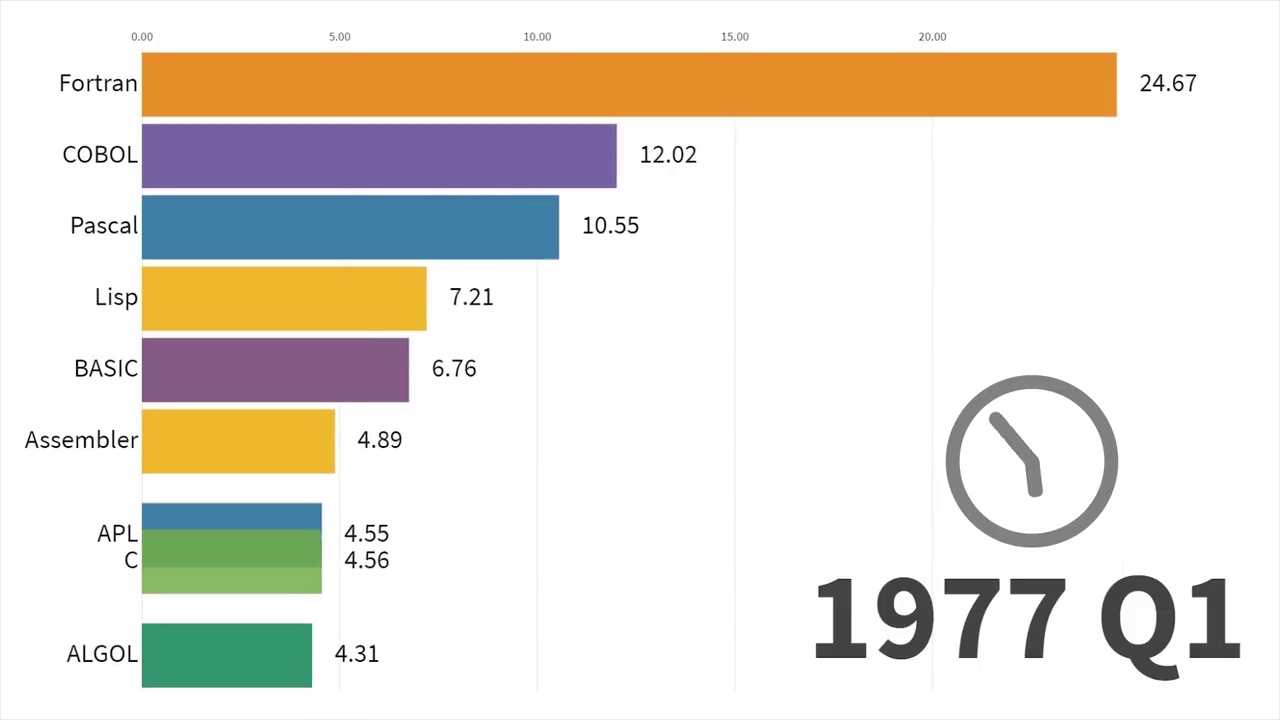 0.00 5.00 10.00 15.00 20.00
Fortran 24.67
COBOL 12.02
Pascal 10.55
Lisp 7.21
BASIC 6.76
Assembler 4.89
APL 4.55
C 4.56
ALGOL 4.31
1977 Q1